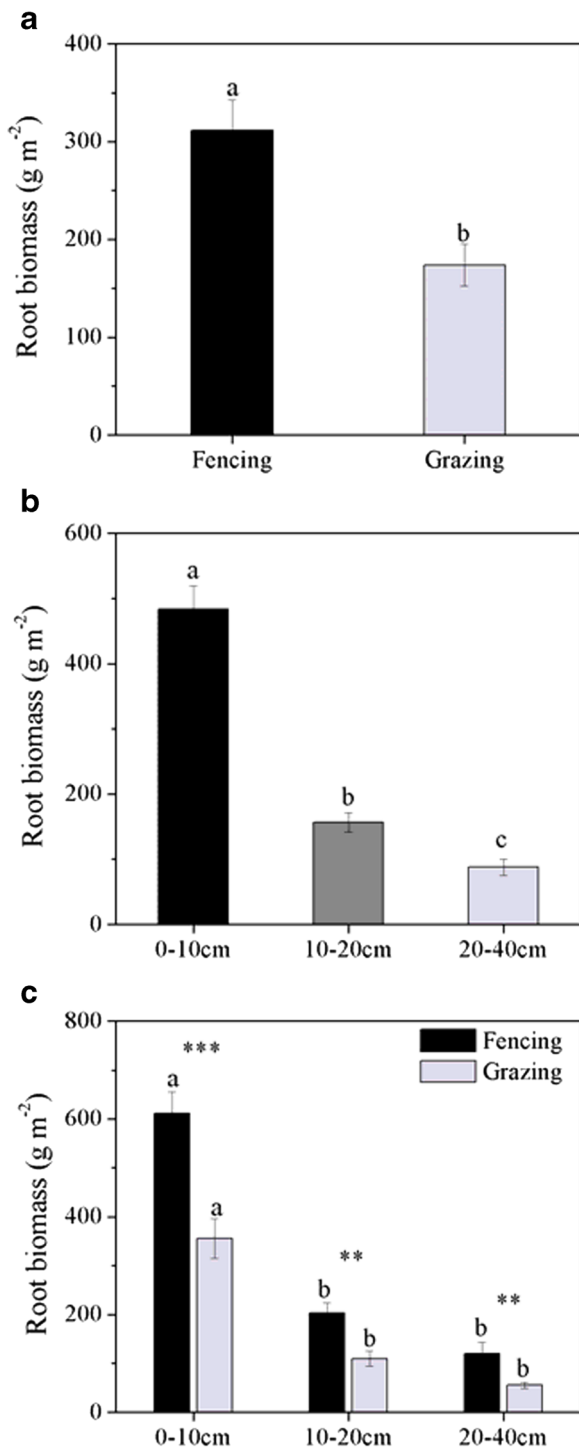 a
400
300
200
100
0
Root biomass (g m-2)
a
b
Fencing Grazing
b
600
400
200
0
Root biomass (g m-2)
a
b
c
0-10cm 10-20cm 20-40cm
c
800
600
400
200
0
Root biomass (g m-2)
Fencing
Grazing
***
a
a
**
b
b
**
b
b
0-10cm 10-20cm 20-40cm